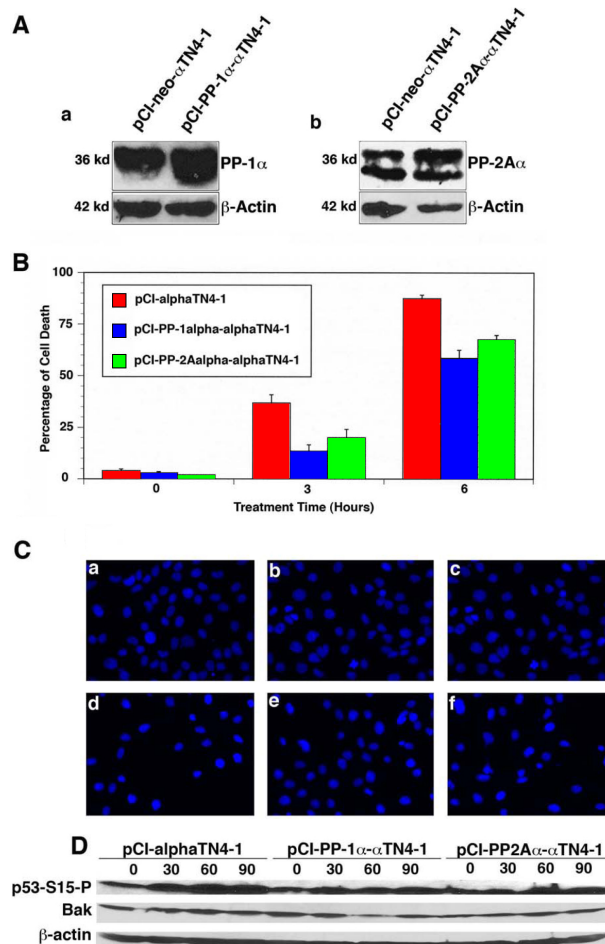 A
pCI-neo-αTN4-1
pCI-PP-1α-αTN4-1
pCI-neo-αTN4-1
pCI-PP-2Aα-αTN4-1
a
b
36 kd
PP-1α
36 kd
PP-2Aα
42 kd
β-Actin
42 kd
β-Actin
B
100
75
50
25
0
Percentage of Cell Death
pCI-alphaTN4-1
pCI-PP-1alpha-alphaTN4-1
pCI-PP-2Aalpha-alphaTN4-1
0 3 6
Treatment Time (Hours)
C
a b c
d e f
D
pCI-alphaTN4-1 pCI-PP-1α-αTN4-1 pCI-PP2Aα-αTN4-1
0 30 60 90 0 30 60 90 0 30 60 90
p53-S15-P
Bak
β-actin